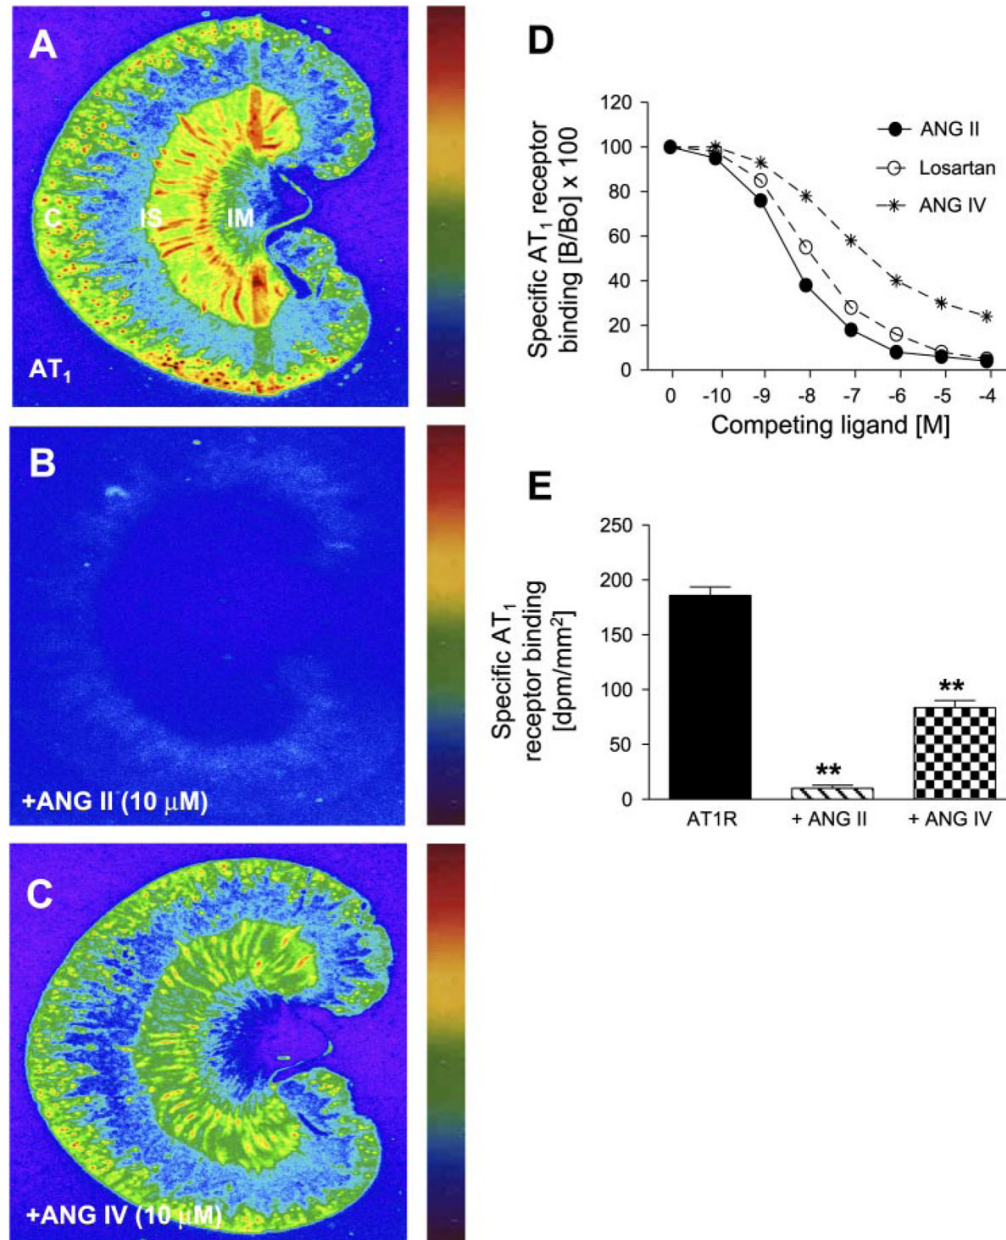 A
C
IS
IM
AT₁
B
+ANG II (10 μM)
C
+ANG IV (10 μM)
D
Specific AT₁ receptor
binding [B/Bo] x 100
120
100
80
60
40
20
0
ANG II
Losartan
ANG IV
0 -10 -9 -8 -7 -6 -5 -4
Competing ligand [M]
E
Specific AT₁
receptor binding
[dpm/mm²]
250
200
150
100
50
0
**
**
AT1R + ANG II + ANG IV